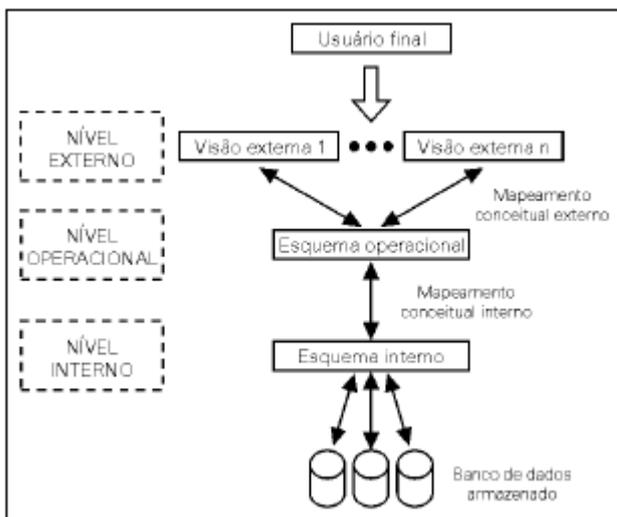 Usuário final
NÍVEL
EXTERNO
Visão externa 1
Visão externa n
Mapeamento
conceitual externo
NÍVEL
OPERACIONAL
Esquema operacional
Mapeamento
conceitual interno
NÍVEL
INTERNO
Esquema interno
Banco de dados
armazenado